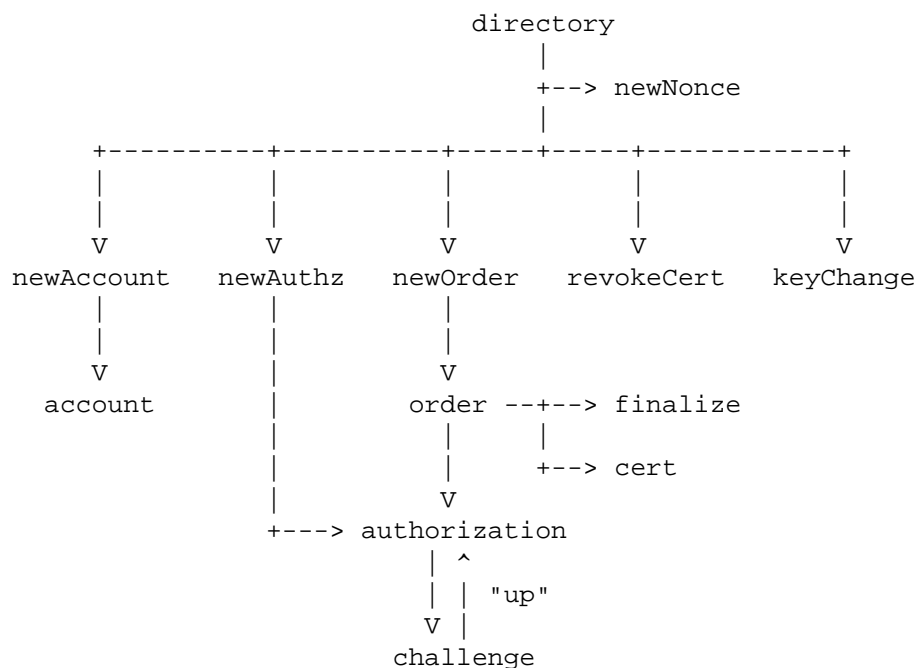 directory
newNonce
newAccount newAuthz newOrder revokeCert keyChange
account order finalize
cert
authorization
"up"
challenge